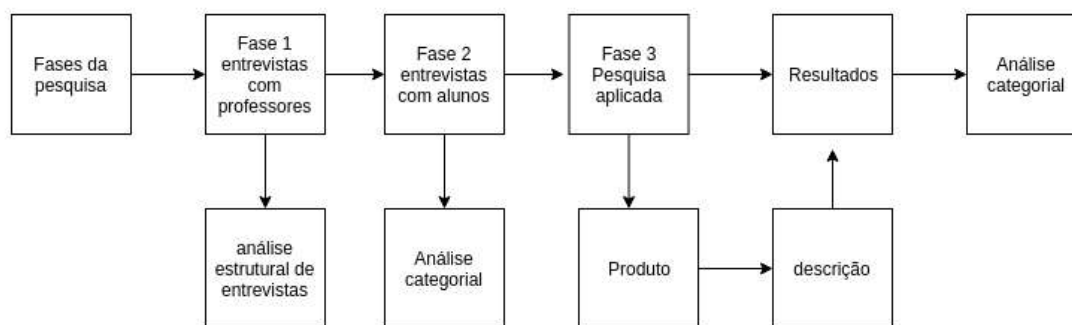 Fases da
pesquisa
Fase 1
entrevistas
com
professores
Fase 2
entrevistas
com alunos
Fase 3
Pesquisa
aplicada
Resultados
Análise
categorial
análise
estrutural de
entrevistas
Análise
categorial
Produto
descrição